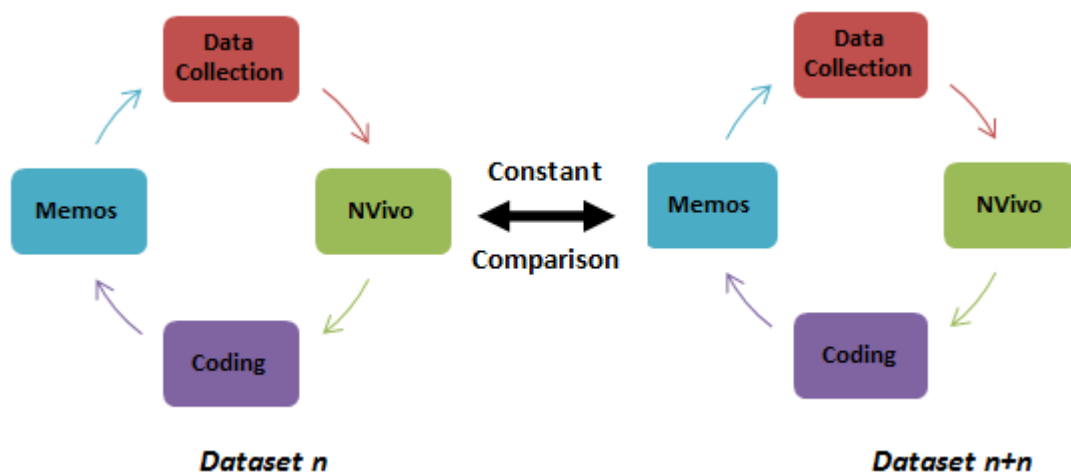 Data
Collection
Memos
NVivo
Coding
Dataset n
Constant
Comparison
Data
Collection
Memos
NVivo
Coding
Dataset n+n